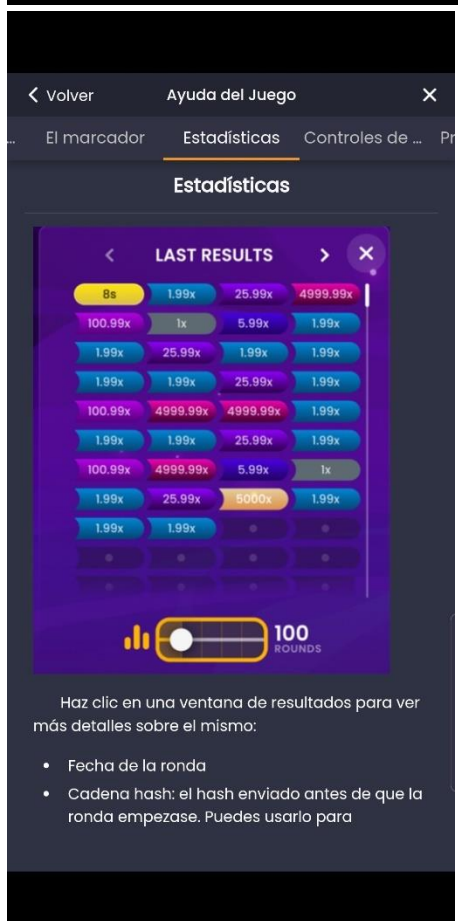 Volver Ayuda del Juego
... El marcador Estadísticas Controles de ... Pr
Estadísticas
LAST RESULTS
8s 1.99x 25.99x 4999.99x
100.99x 1x 5.99x 1.99x
1.99x 25.99x 1.99x 1.99x
1.99x 1.99x 25.99x 1.99x
100.99x 4999.99x 4999.99x 1.99x
1.99x 1.99x 25.99x 1.99x
100.99x 4999.99x 5.99x 1x
1.99x 25.99x 5000x 1.99x
1.99x 1.99x
100
ROUNDS
Haz clic en una ventana de resultados para ver
más detalles sobre el mismo:
• Fecha de la ronda
• Cadena hash: el hash enviado antes de que la
ronda empezase. Puedes usarlo para